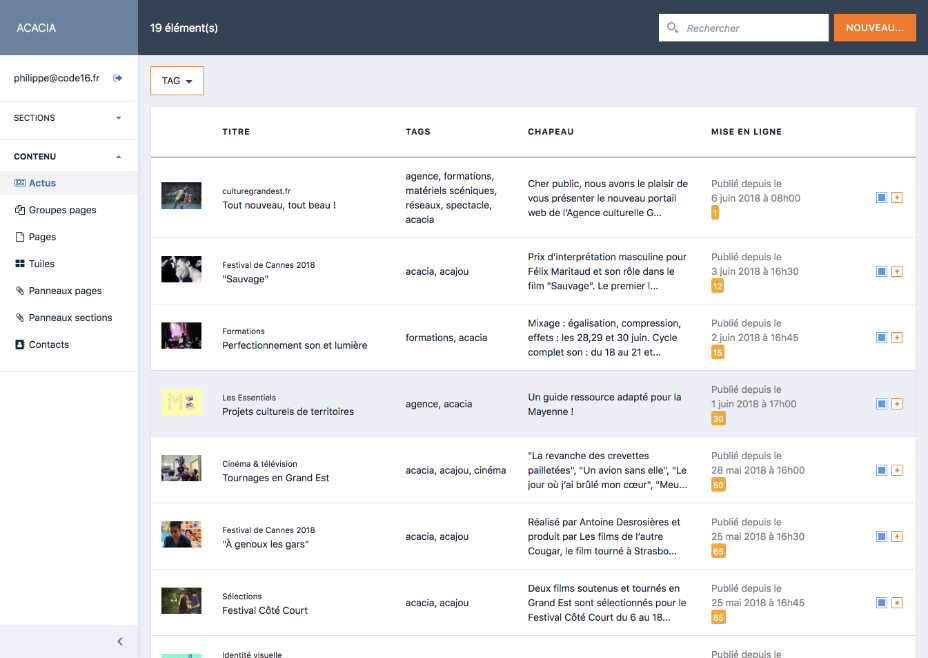 ACACIA
19 élément(s)
Rechercher
NOUVEAU...
philippe@code16.fr
SECTIONS
CONTENU
Actus
Groupes pages
Pages
Tuiles
Panneaux pages
Panneaux sections
Contacts
TAG
TITRE
TAGS
CHAPEAU
MISE EN LIGNE
culturegrandest.fr
Tout nouveau, tout beau !
agence, formations,
matériels scéniques,
réseaux, spectacle,
acacia
Cher public, nous avons le plaisir de
vous présenter le nouveau portail
web de l'Agence culturelle G...
Publié depuis le
6 juin 2018 à 08h00
1
Festival de Cannes 2018
"Sauvage"
acacia, acajou
Prix d'interprétation masculine pour
Félix Maritaud et son rôle dans le
film "Sauvage". Le premier l...
Publié depuis le
3 juin 2018 à 16h30
12
Formations
Perfectionnement son et lumière
formations, acacia
Mixage : égalisation, compression,
effets : les 28,29 et 30 juin. Cycle
complet son : du 18 au 21 et...
Publié depuis le
2 juin 2018 à 16h45
15
Les Essentiels
Projets culturels de territoires
agence, acacia
Un guide ressource adapté pour la
Mayenne !
Publié depuis le
1 juin 2018 à 17h00
30
Cinéma & télévision
Tournages en Grand Est
acacia, acajou, cinéma
"La revanche des crevettes
pailletées", "Un avion sans elle", "Le
jour où j'ai brûlé mon cœur", "Meu...
Publié depuis le
28 mai 2018 à 16h00
50
Festival de Cannes 2018
"À genoux les gars"
acacia, acajou
Réalisé par Antoine Desrosières et
produit par Les films de l'autre
Cougar, le film tourné à Strasbo...
Publié depuis le
25 mai 2018 à 16h30
65
Sélections
Festival Côté Court
acacia, acajou
Deux films soutenus et tournés en
Grand Est sont sélectionnés pour le
Festival Côté Court du 6 au 18...
Publié depuis le
25 mai 2018 à 16h45
65
Identité visuelle
Publié depuis le